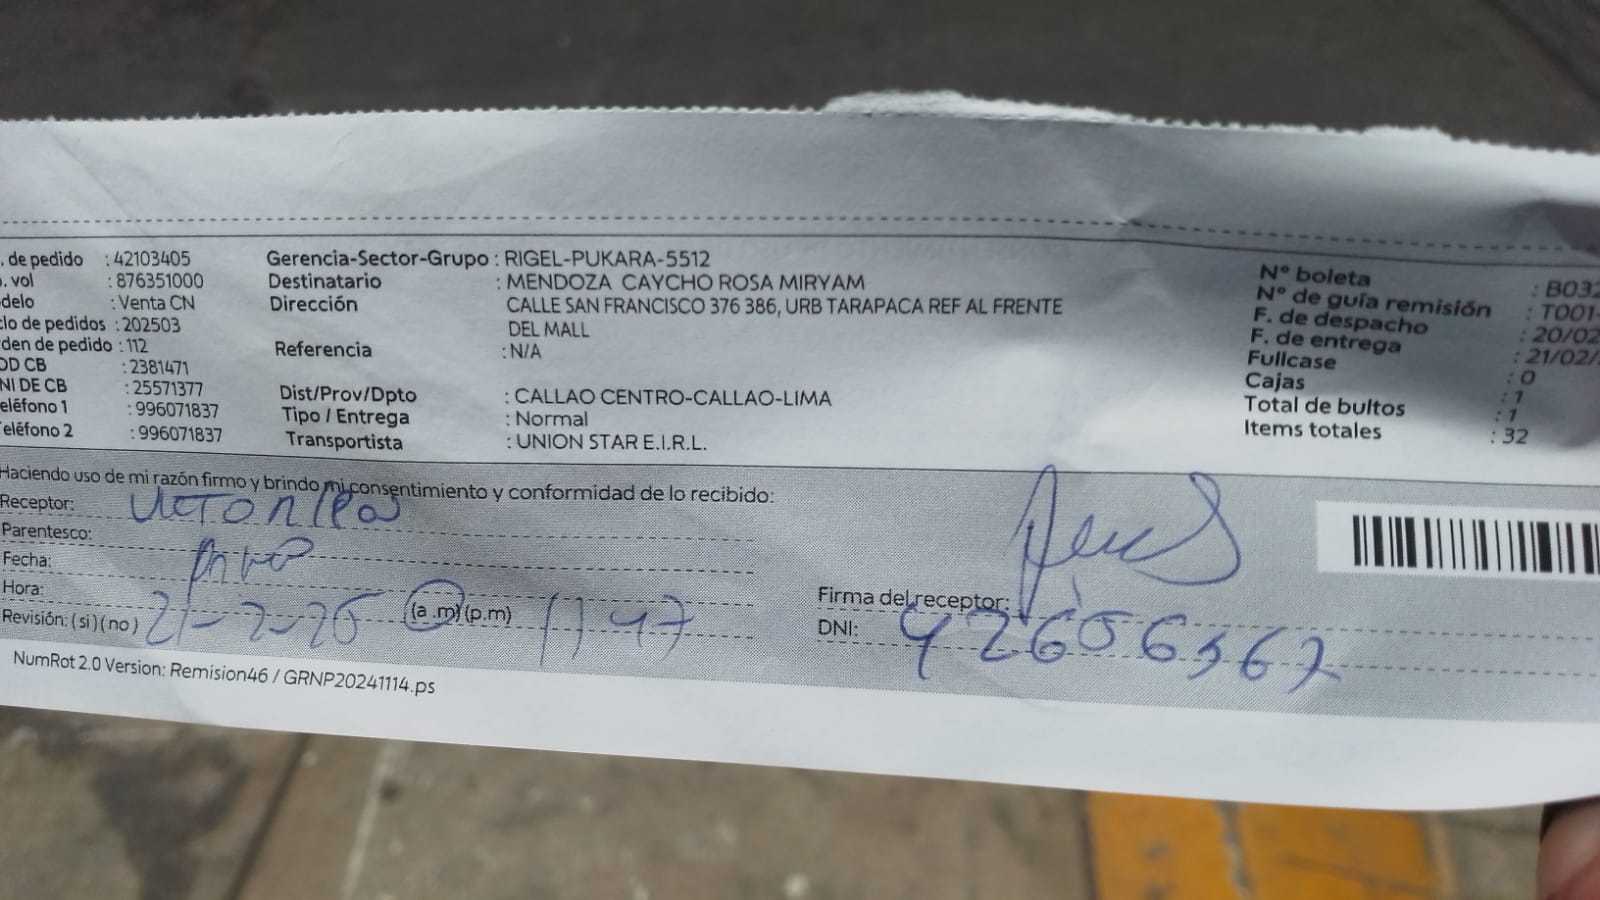 . de pedido : 42103405
. vol : 876351000
delo : Venta CN
lo de pedidos : 202503
den de pedido : 112
OD CB : 2381471
NI DE CB : 25571377
eléfono 1 : 996071837
eléfono 2 : 996071837
Gerencia-Sector-Grupo : RIGEL-PUKARA-5512
Destinatario : MENDOZA CAYCHO ROSA MIRYAM
Dirección CALLE SAN FRANCISCO 376 386, URB TARAPACA REF AL FRENTE
DEL MALL
Referencia : N/A
Dist/Prov/Dpto : CALLAO CENTRO-CALLAO-LIMA
Tipo / Entrega : Normal
Transportista : UNION STAR E.I.R.L.
N° boleta : B032
N° de guía remisión : T001-
F. de despacho : 20/02
F. de entrega : 21/02/
Fullcase : 0
Cajas : 1
Total de bultos : 1
Items totales : 32
Haciendo uso de mi razón firmo y brindo mi consentimiento y conformidad de lo recibido:
Receptor:
Parentesco:
Fecha:
Hora: (a .m)(p.m) 11 47
Revisión: ( si ) ( no ) 21-2-25
Firma del receptor:
DNI: 42656567
NumRot 2.0 Version: Remision46 / GRNP20241114.ps